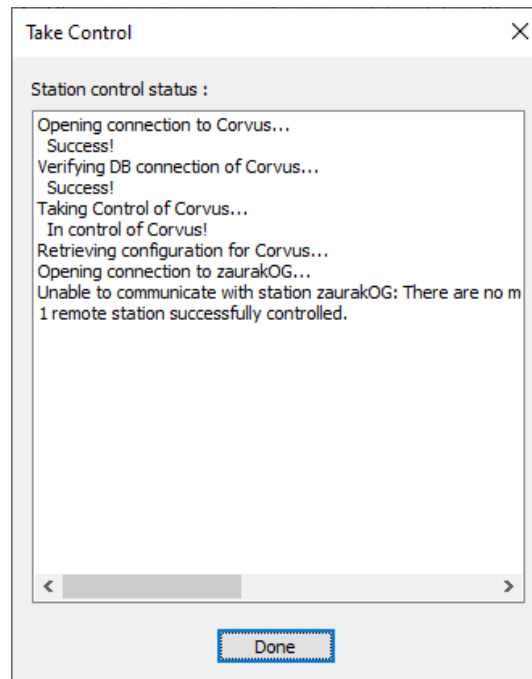 Take Control
Station control status :
Opening connection to Corvus...
Success!
Verifying DB connection of Corvus...
Success!
Taking Control of Corvus...
In control of Corvus!
Retrieving configuration for Corvus...
Opening connection to zaurakOG...
Unable to communicate with station zaurakOG: There are no m
1 remote station successfully controlled.
Done